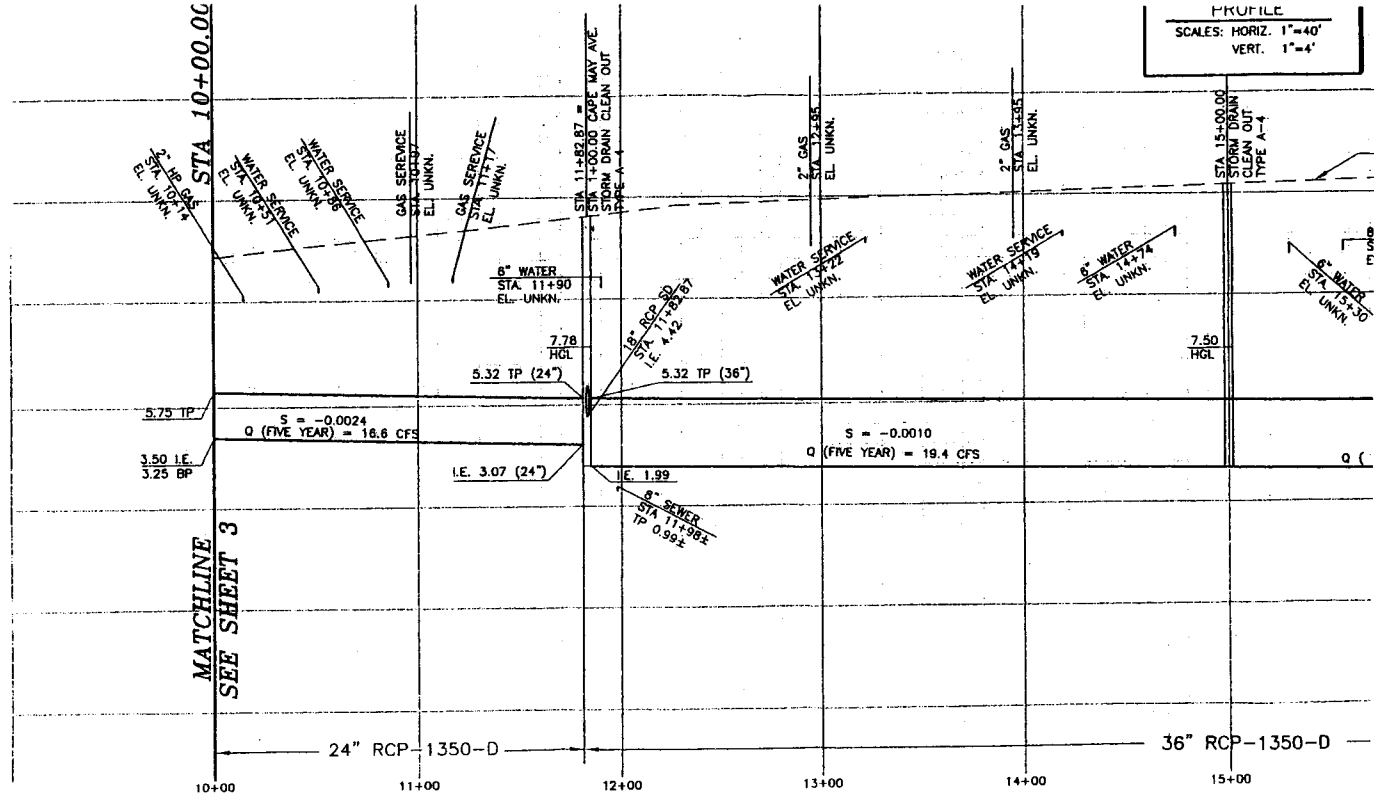 PROFILE
SCALES: HORIZ. 1"=40'
VERT. 1"=4'
STA 10+00.00
2" HP GAS
STA. 10+14
EL. UNKN.
WATER SERVICE
STA. 10+51
EL. UNKN.
WATER SERVICE
STA. 10+86
EL. UNKN.
GAS SEREVICE
STA. 10+97
EL. UNKN.
GAS SEREVICE
STA 11+17
EL. UNKN.
STA 11+82.87 =
STA 1+00.00 CAPE MAY AVE.
STORM DRAIN CLEAN OUT
TYPE A-4
2" GAS
STA. 12+95
EL. UNKN.
2" GAS
STA 13+95
EL. UNKN.
STA 15+00.00
STORM DRAIN
CLEAN OUT
TYPE A-4
6" WATER
STA. 11+90
EL. UNKN.
18" RCP SD
STA. 11+82.87
I.E. 4.42
WATER SERVICE
STA. 13+22
EL. UNKN.
WATER SERVICE
STA. 14+19
EL. UNKN.
6" WATER
STA. 14+74
EL. UNKN.
6" WATER
STA. 15+30
EL. UNKN.
7.78
HGL
7.50
HGL
5.32 TP (24")
5.32 TP (36")
5.75 TP
S = -0.0024
Q (FIVE YEAR) = 16.6 CFS
S = -0.0010
Q (FIVE YEAR) = 19.4 CFS
Q (
3.50 I.E.
3.25 BP
I.E. 3.07 (24")
I.E. 1.99
8" SEWER
STA 11+98±
TP 0.99±
MATCHLINE
SEE SHEET 3
24" RCP-1350-D
36" RCP-1350-D
10+00
11+00
12+00
13+00
14+00
15+00